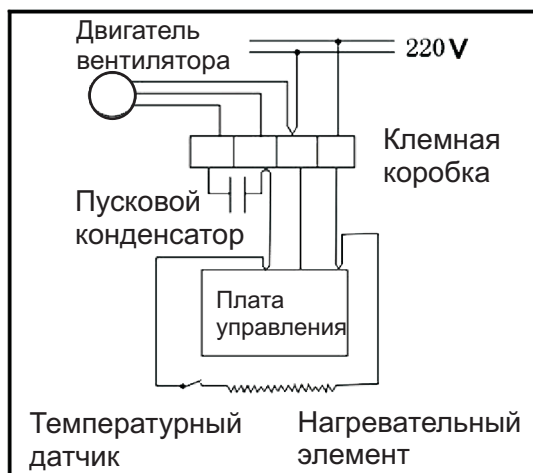 Двигатель
вентилятора
220V
Клемная
коробка
Пусковой
конденсатор
Плата
управления
Температурный
датчик
Нагревательный
элемент